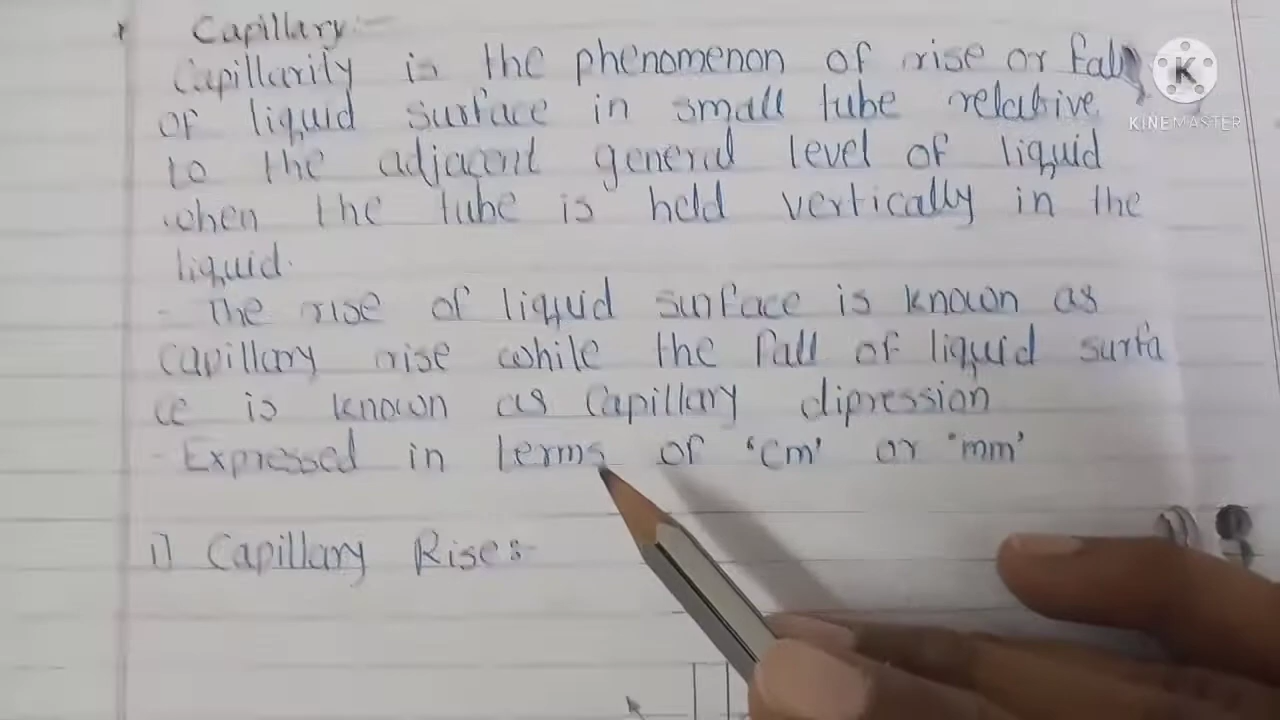 Capillary:-
Capillarity is the phenomenon of rise or fall
of liquid surface in small tube relative
to the adjacent general level of liquid
when the tube is held vertically in the
liquid.
- The rise of liquid surface is known as
capillary rise while the fall of liquid surfa
ce is known as capillary dipression
- Expressed in terms of 'cm' or 'mm'
i) Capillary Rise:-
K
KINEMASTER